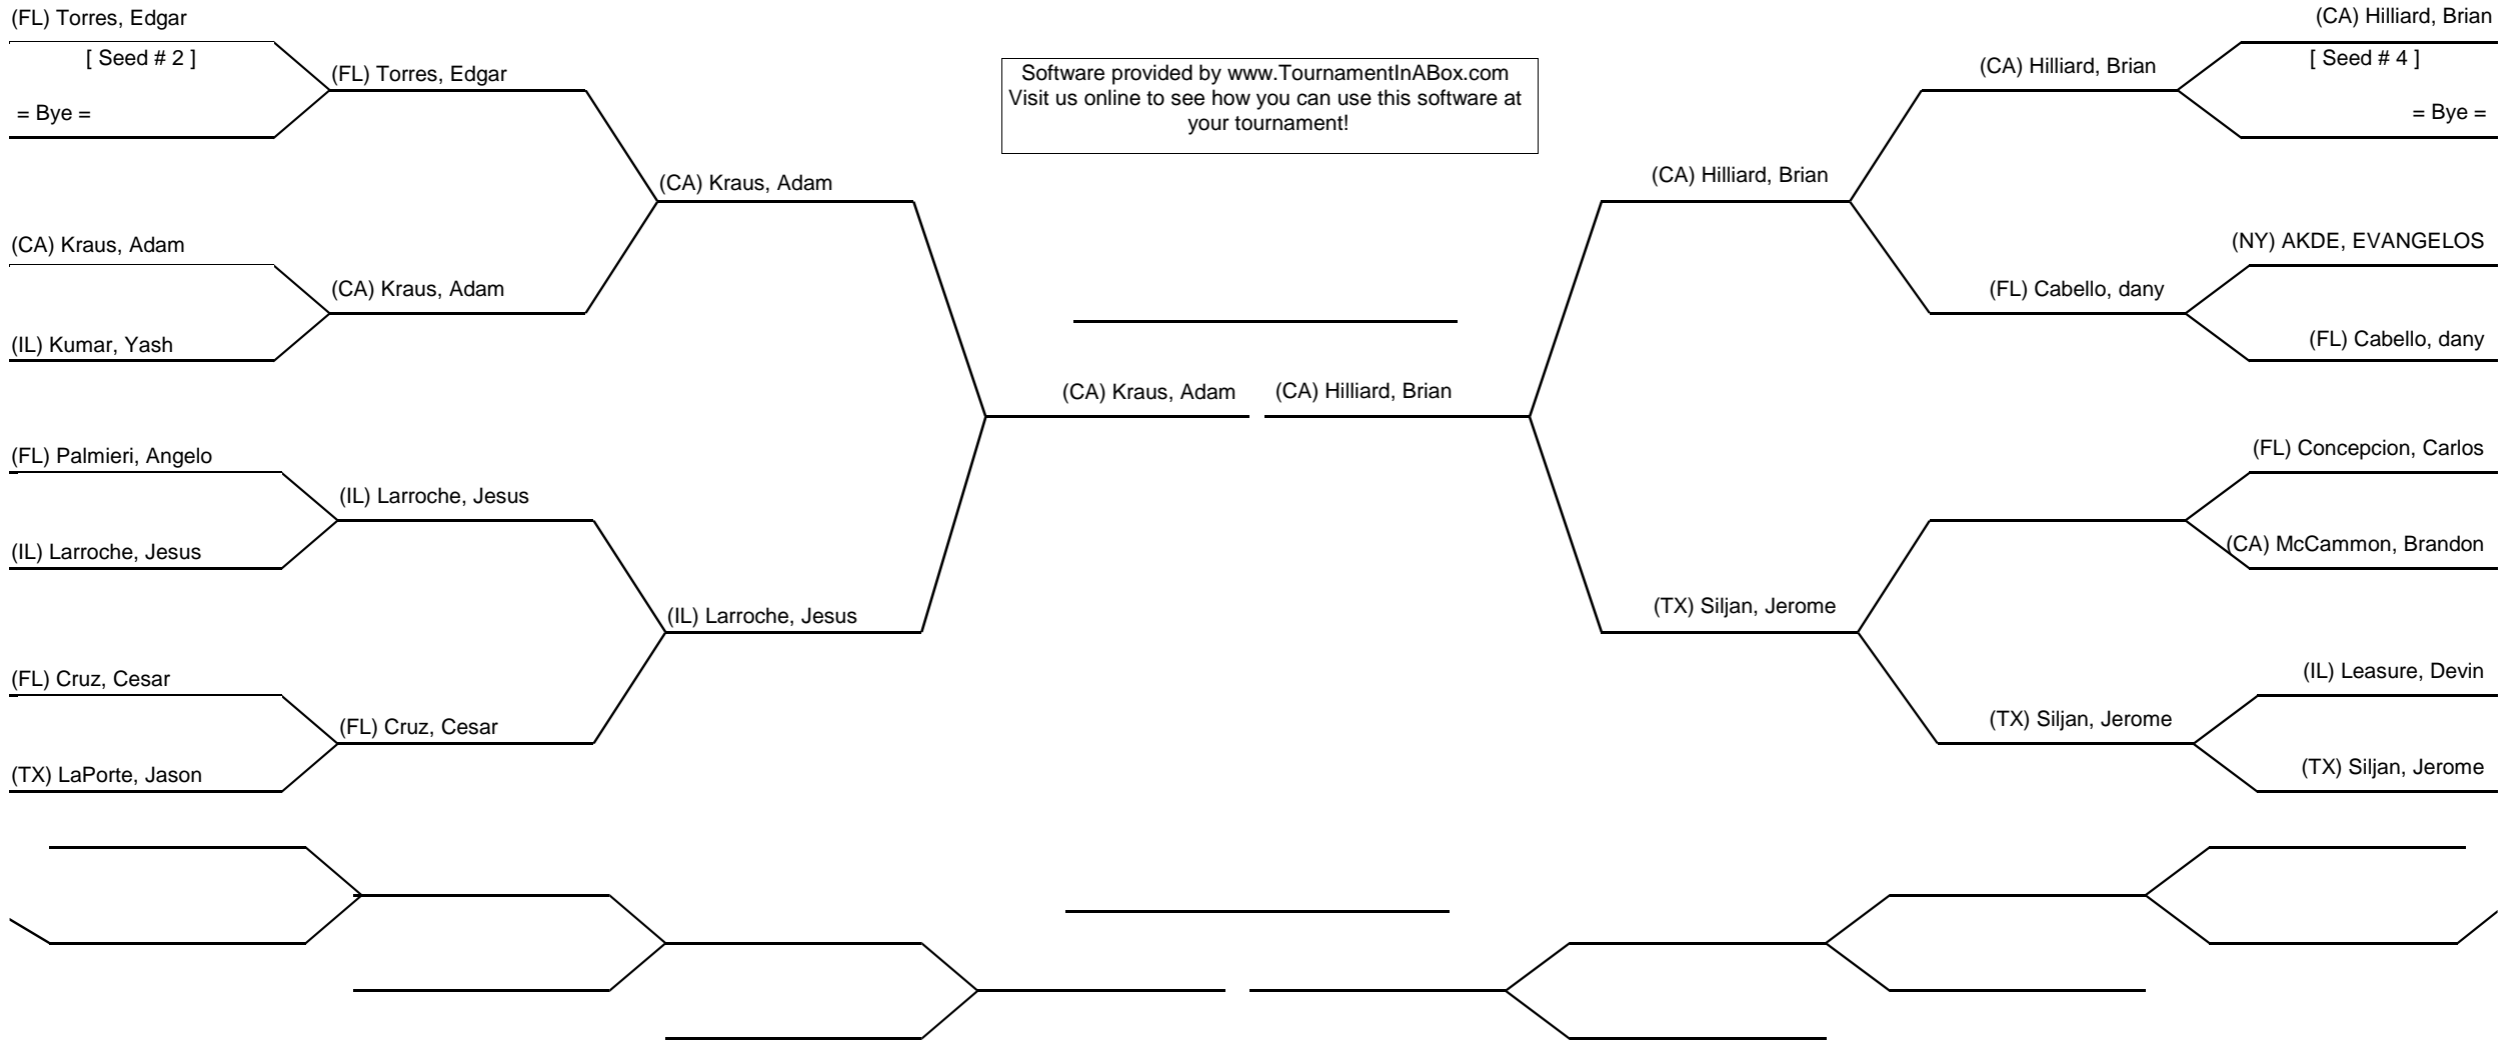 (FL) Torres, Edgar
[ Seed # 2 ]
= Bye =
(CA) Kraus, Adam
(IL) Kumar, Yash
(FL) Palmieri, Angelo
(IL) Larroche, Jesus
(FL) Cruz, Cesar
(TX) LaPorte, Jason
(FL) Torres, Edgar
(CA) Kraus, Adam
(IL) Larroche, Jesus
(FL) Cruz, Cesar
(CA) Kraus, Adam
(IL) Larroche, Jesus
Software provided by www.TournamentInABox.com
Visit us online to see how you can use this software at
your tournament!
(CA) Kraus, Adam
(CA) Hilliard, Brian
(CA) Hilliard, Brian
(TX) Siljan, Jerome
(CA) Hilliard, Brian
(FL) Cabello, dany
(TX) Siljan, Jerome
(CA) Hilliard, Brian
[ Seed # 4 ]
= Bye =
(NY) AKDE, EVANGELOS
(FL) Cabello, dany
(FL) Concepcion, Carlos
(CA) McCammon, Brandon
(IL) Leasure, Devin
(TX) Siljan, Jerome